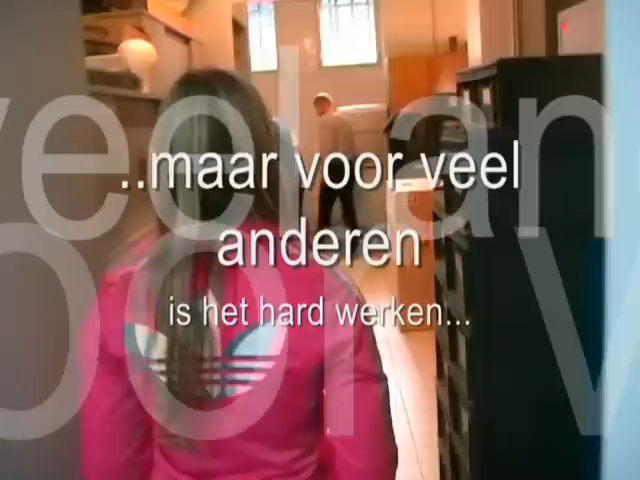 ..maar voor veel
anderen
is het hard werken...